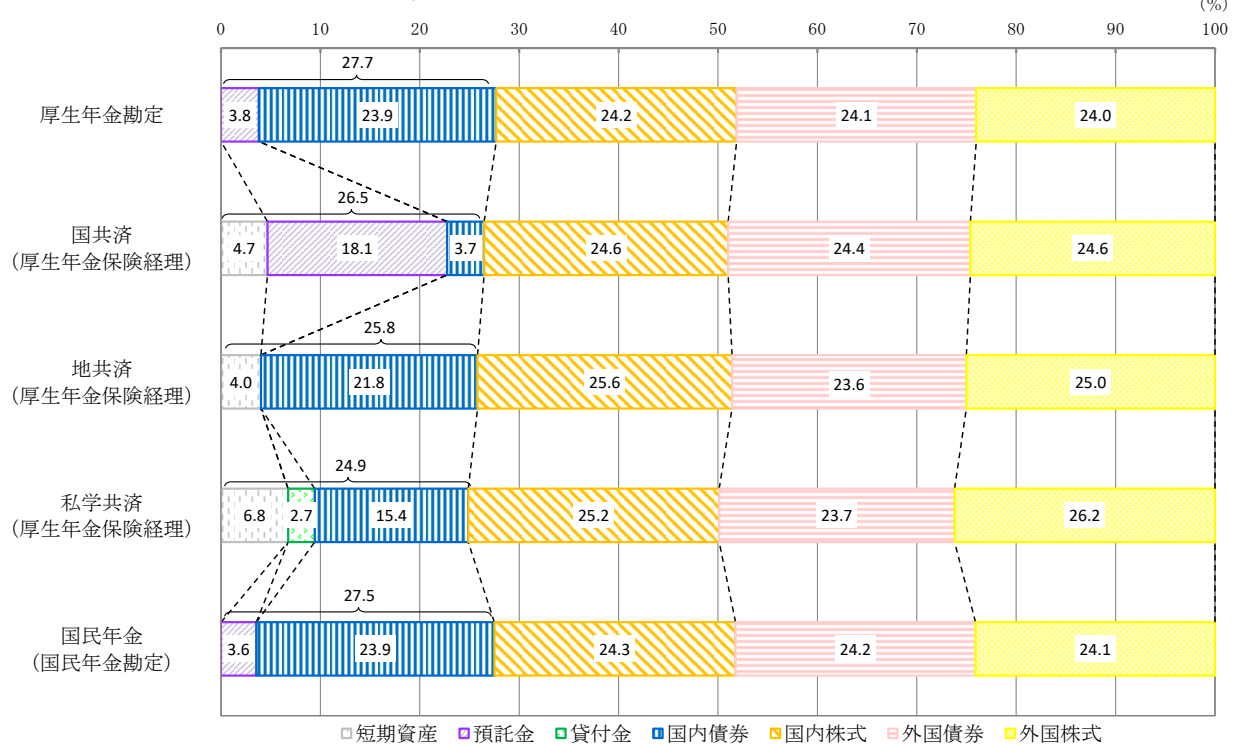 (%)
0 10 20 30 40 50 60 70 80 90 100
27.7
厚生年金勘定
3.8 23.9 24.2 24.1 24.0
26.5
国共済
(厚生年金保険経理)
4.7 18.1 3.7 24.6 24.4 24.6
25.8
地共済
(厚生年金保険経理)
4.0 21.8 25.6 23.6 25.0
24.9
私学共済
(厚生年金保険経理)
6.8 2.7 15.4 25.2 23.7 26.2
27.5
国民年金
(国民年金勘定)
3.6 23.9 24.3 24.2 24.1
短期資産 預託金 貸付金 国内債券 国内株式 外国債券 外国株式